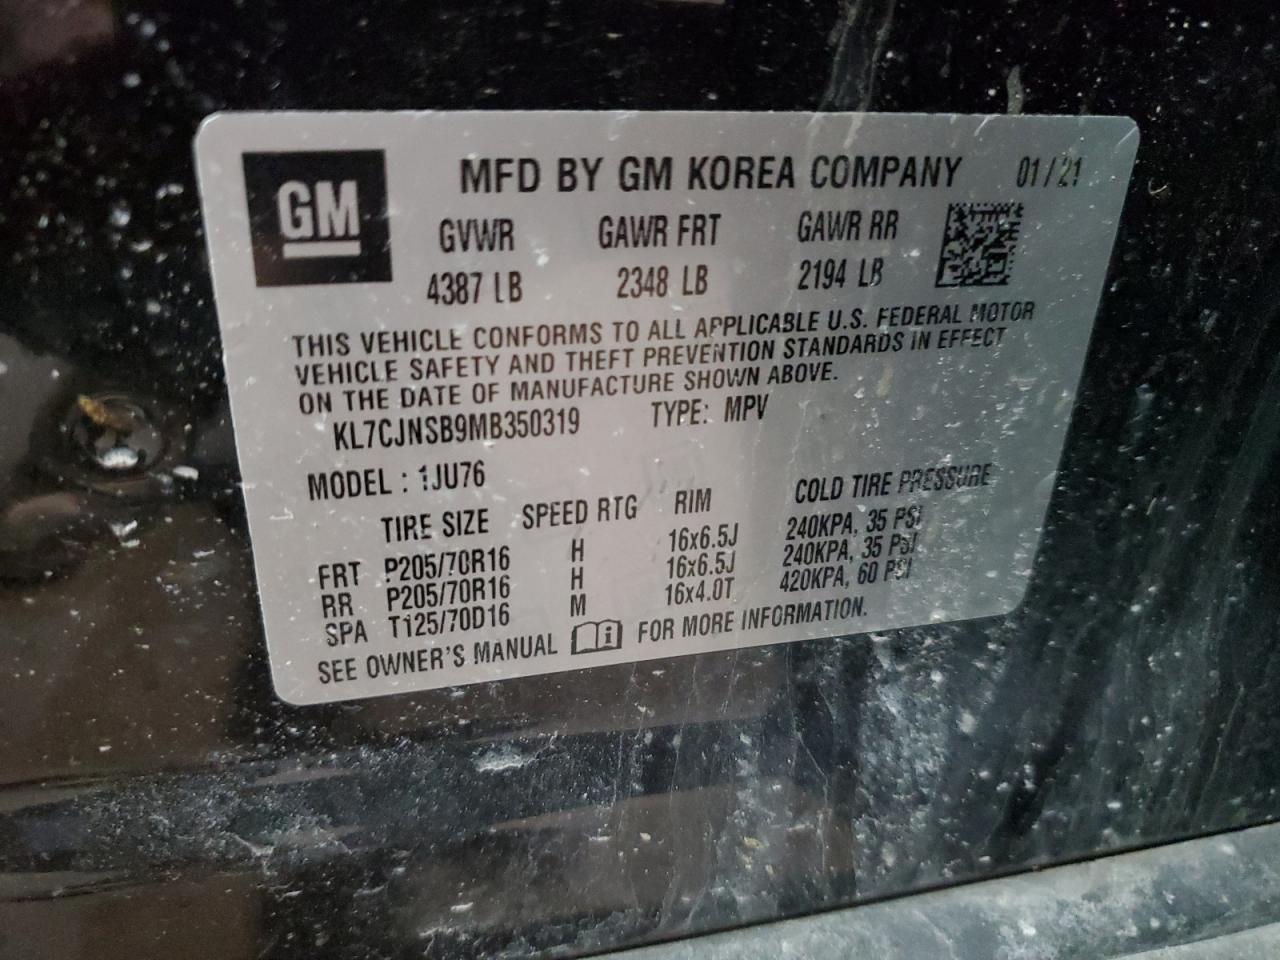 GM
MFD BY GM KOREA COMPANY 01/21
GVWR GAWR FRT GAWR RR
4387 LB 2348 LB 2194 LB
THIS VEHICLE CONFORMS TO ALL APPLICABLE U.S. FEDERAL MOTOR
VEHICLE SAFETY AND THEFT PREVENTION STANDARDS IN EFFECT
ON THE DATE OF MANUFACTURE SHOWN ABOVE.
KL7CJNSB9MB350319 TYPE: MPV
MODEL : 1JU76
TIRE SIZE SPEED RTG RIM COLD TIRE PRESSURE
FRT P205/70R16 H 16x6.5J 240KPA, 35 PSI
RR P205/70R16 H 16x6.5J 240KPA, 35 PSI
SPA T125/70D16 M 16x4.0T 420KPA, 60 PSI
SEE OWNER'S MANUAL i FOR MORE INFORMATION.